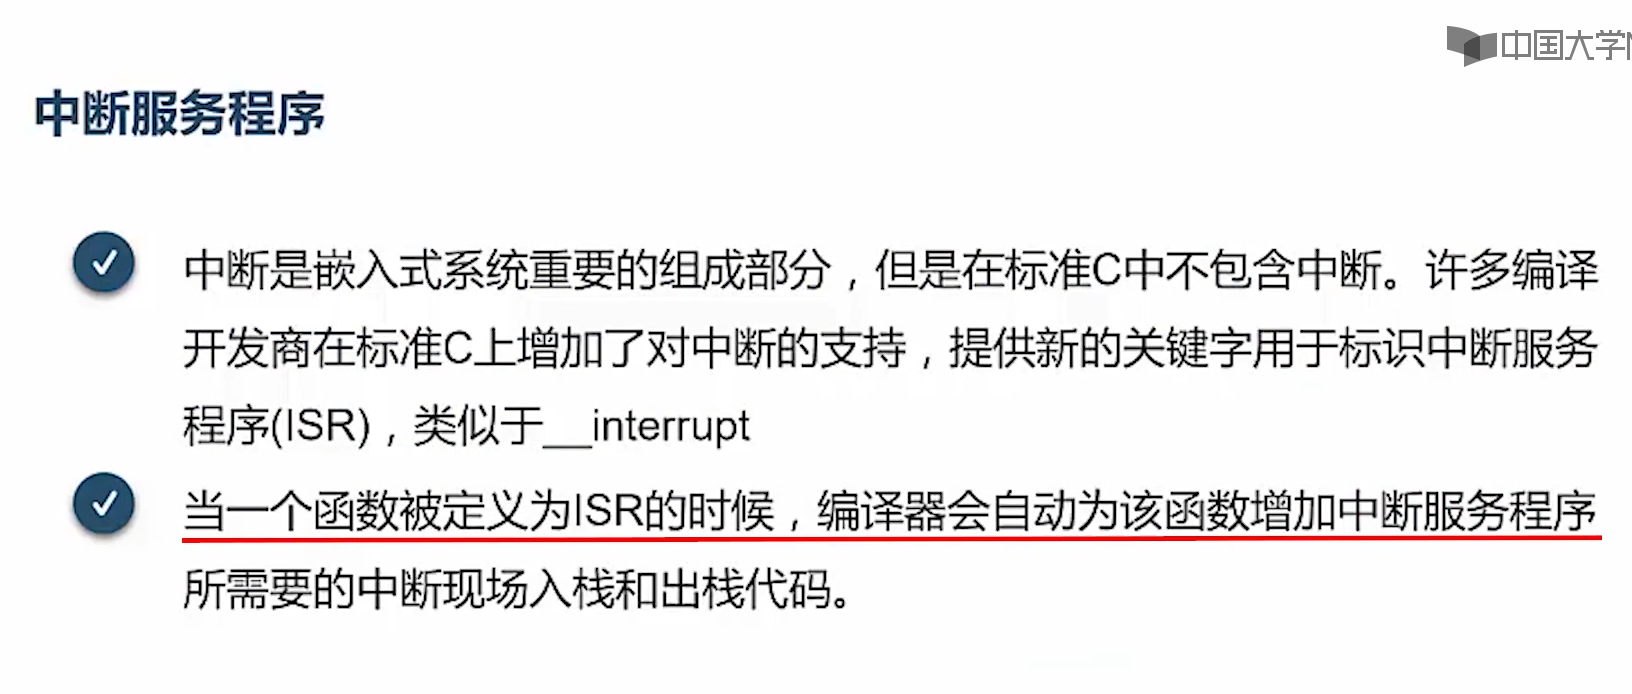 中国大学
中断服务程序
中断是嵌入式系统重要的组成部分，但是在标准C中不包含中断。许多编译
开发商在标准C上增加了对中断的支持，提供新的关键字用于标识中断服务
程序(ISR)，类似于__interrupt
当一个函数被定义为ISR的时候，编译器会自动为该函数增加中断服务程序
所需要的中断现场入栈和出栈代码。